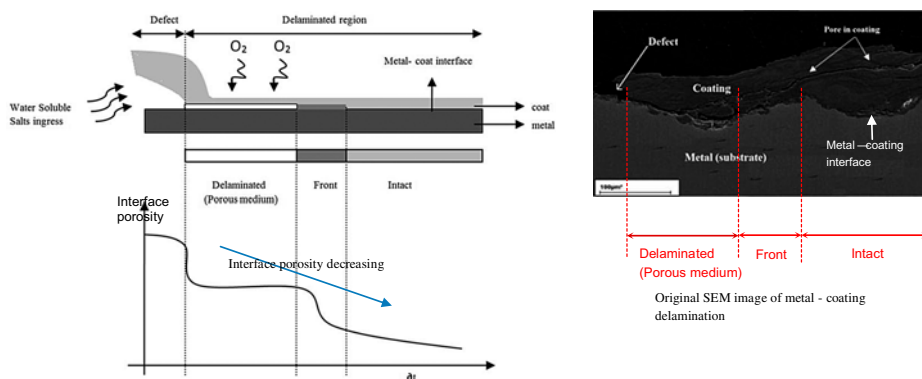 Defect
Delaminated region
O2
O2
Metal- coat interface
Water Soluble
Salts ingress
coat
metal
Delaminated
(Porous medium)
Front
Intact
Interface
porosity
Interface porosity decreasing
Pore in coating
Defect
Coating
Metal (substrate)
Metal – coating
interface
100µm
Delaminated
(Porous medium)
Front
Intact
Original SEM image of metal - coating
delamination